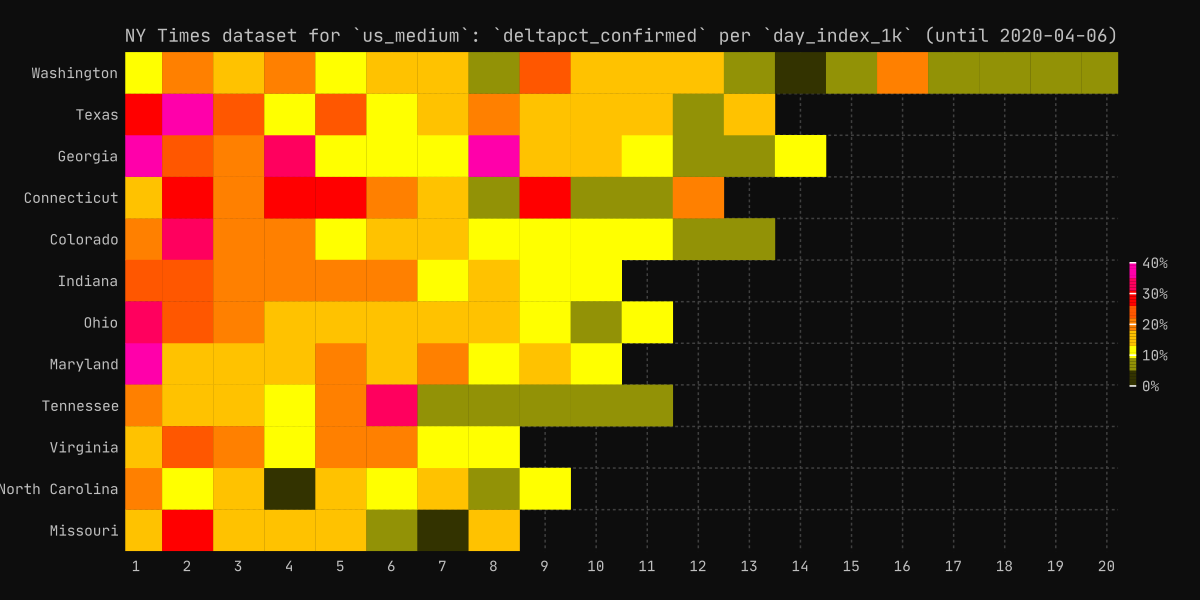 NY Times dataset for `us_medium`: `deltapct_confirmed` per `day_index_1k` (until 2020-04-06)
Washington
Texas
Georgia
Connecticut
Colorado
Indiana
Ohio
Maryland
Tennessee
Virginia
North Carolina
Missouri
1 2 3 4 5 6 7 8 9 10 11 12 13 14 15 16 17 18 19 20
40%
30%
20%
10%
0%